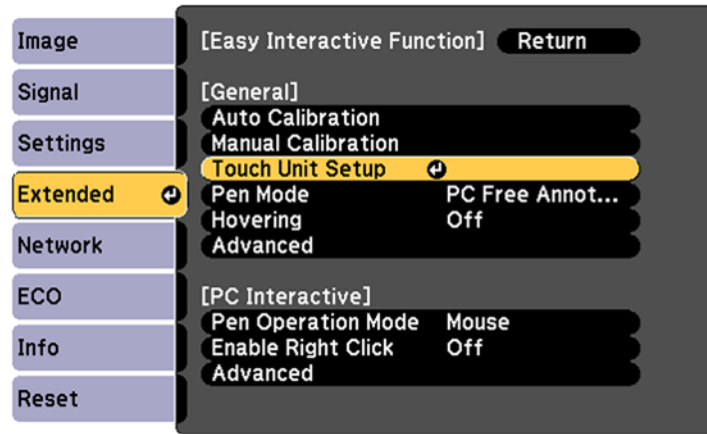 Image
Signal
Settings
Extended
Network
ECO
Info
Reset
[Easy Interactive Function] Return
[General]
Auto Calibration
Manual Calibration
Touch Unit Setup
Pen Mode PC Free Annot...
Hovering Off
Advanced
[PC Interactive]
Pen Operation Mode Mouse
Enable Right Click Off
Advanced